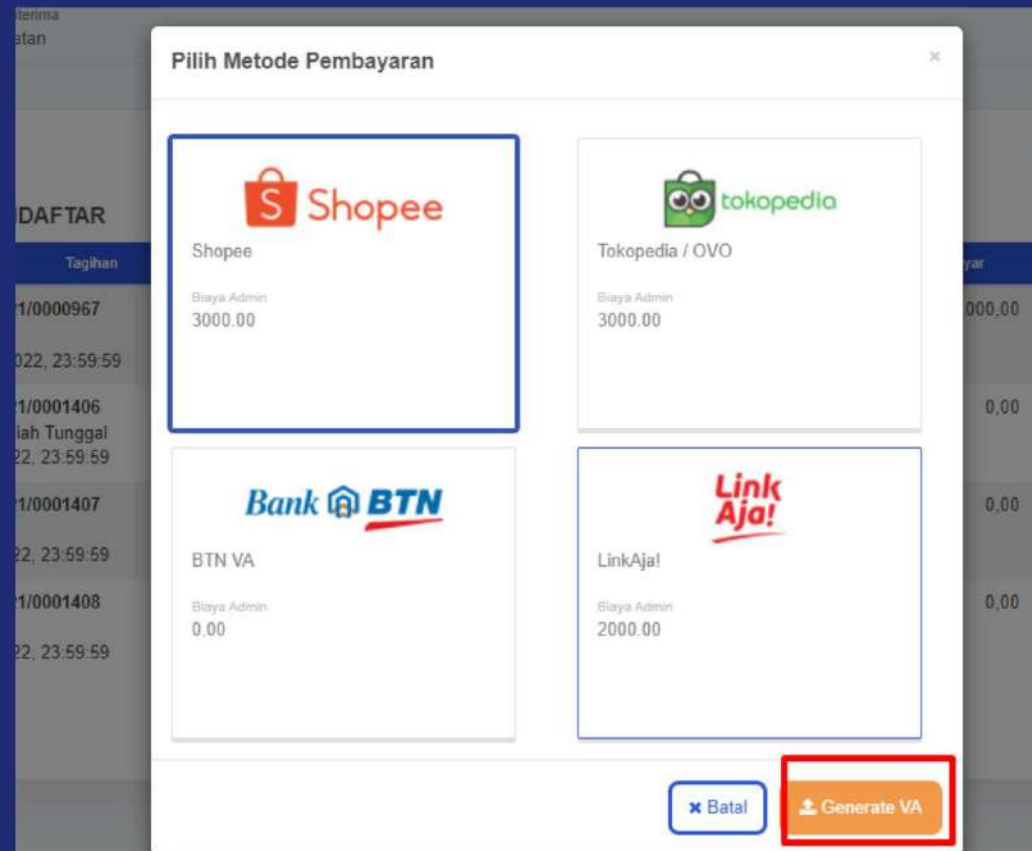 atan
Pilih Metode Pembayaran
×
Shopee
Shopee
Biaya Admin
3000.00
tokopedia
Tokopedia / OVO
Biaya Admin
3000.00
Bank BTN
BTN VA
Biaya Admin
0.00
Link
Aja!
LinkAja!
Biaya Admin
2000.00
× Batal
Generate VA
DAFTAR
Tagihan
yar
1/0000967
000,00
022, 23:59:59
1/0001406
0,00
iah Tunggal
22, 23:59:59
1/0001407
0,00
22, 23:59:59
1/0001408
0,00
22, 23:59:59